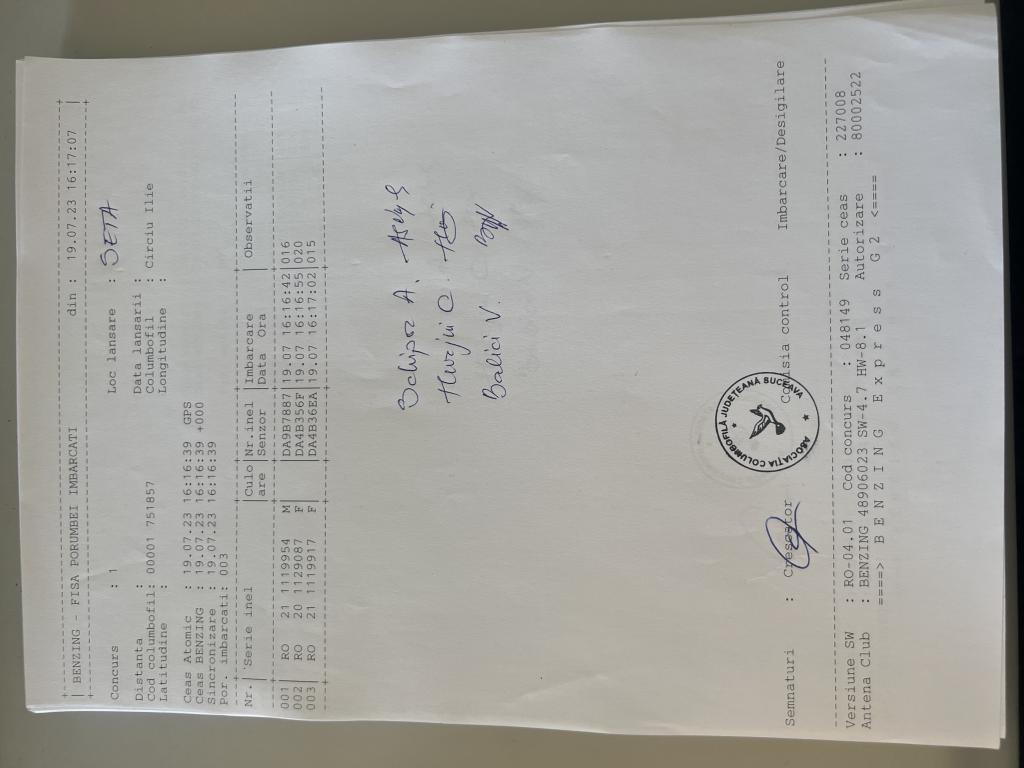 BENZING - FISA PORUMBEI IMBARCATI din : 19.07.23 16:17:07
Concurs : 1 Loc lansare : SETA
Distanta : Data lansarii :
Cod columbofil: 00001 751857 Columbofil : Circiu Ilie
Latitudine : Longitudine :
Ceas Atomic : 19.07.23 16:16:39 GPS
Ceas BENZING : 19.07.23 16:16:39 +000
Sincronizare : 19.07.23 16:16:39
Por. imbarcati: 003
Nr. Serie inel Culo Nr.inel Imbarcare Observatii
are Senzor Data Ora
001 RO 21 1119954 M DA9B7887 19.07 16:16:42 016
002 RO 20 1129087 F DA4B356F 19.07 16:16:55 020
003 RO 21 1119917 F DA4B36EA 19.07 16:17:02 015
Schipor A.
Hurjui C.
Balici V.
ASOCIAȚIA COLUMBOFILĂ JUDEȚEANĂ SUCEAVA
Semnaturi : Crescator Comisia control Imbarcare/Desigilare
Versiune SW : RO-04.01 Cod concurs : 048149 Serie ceas : 227008
Antena Club : BENZING 48906023 SW-4.7 HW-8.1 Autorizare : 80002522
====> B E N Z I N G E x p r e s s G 2 <====